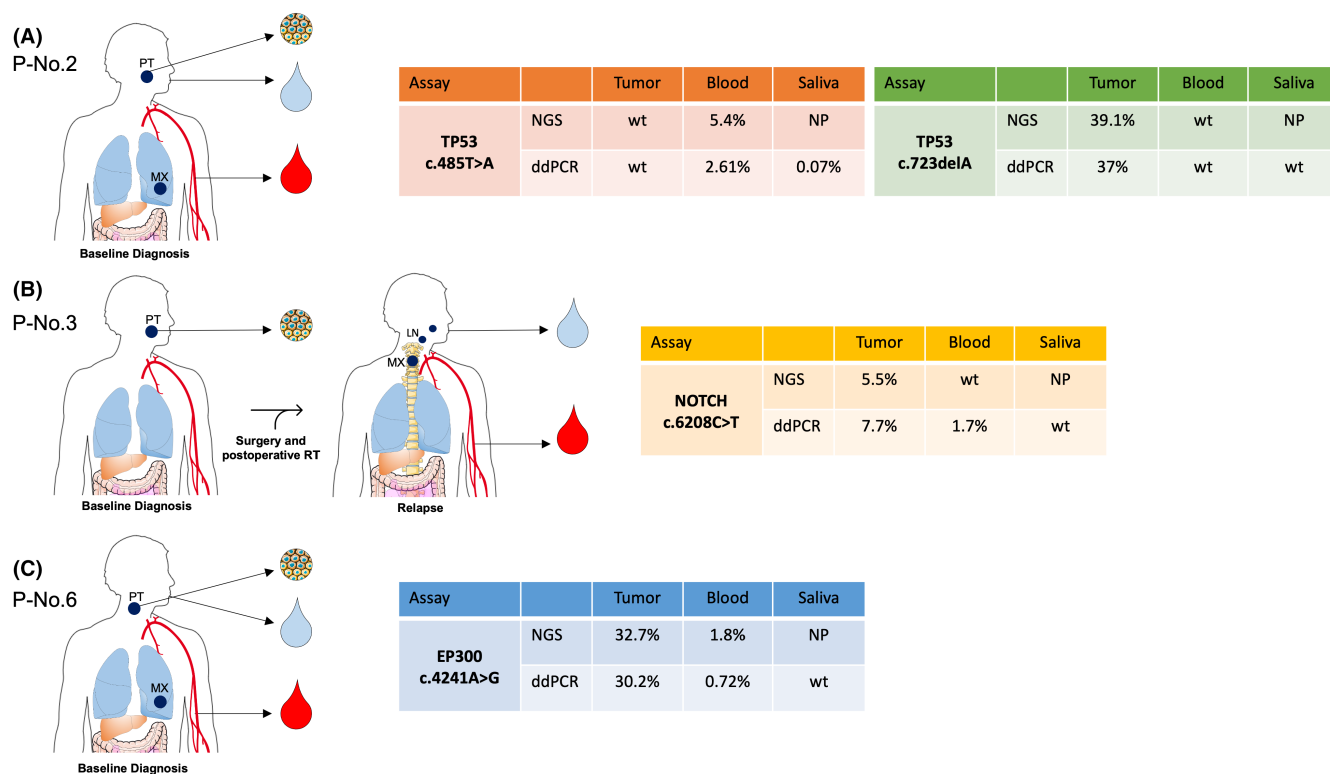 (A)
P-No.2
PT
MX
Baseline Diagnosis
Assay Tumor Blood Saliva
TP53 c.485T>A
NGS wt 5.4% NP
ddPCR wt 2.61% 0.07%
Assay Tumor Blood Saliva
TP53 c.723delA
NGS 39.1% wt NP
ddPCR 37% wt wt
(B)
P-No.3
PT
Baseline Diagnosis
Surgery and
postoperative RT
LN
MX
Relapse
Assay Tumor Blood Saliva
NOTCH c.6208C>T
NGS 5.5% wt NP
ddPCR 7.7% 1.7% wt
(C)
P-No.6
PT
MX
Baseline Diagnosis
Assay Tumor Blood Saliva
EP300 c.4241A>G
NGS 32.7% 1.8% NP
ddPCR 30.2% 0.72% wt